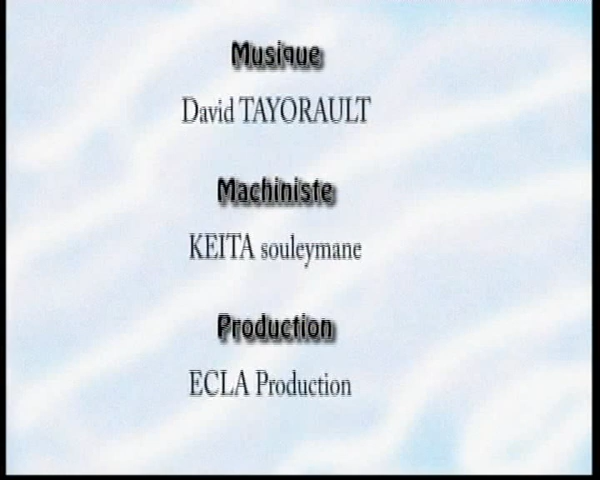 Musique
David TAYORAULT
Machiniste
KEITA souleymane
Production
ECLA Production